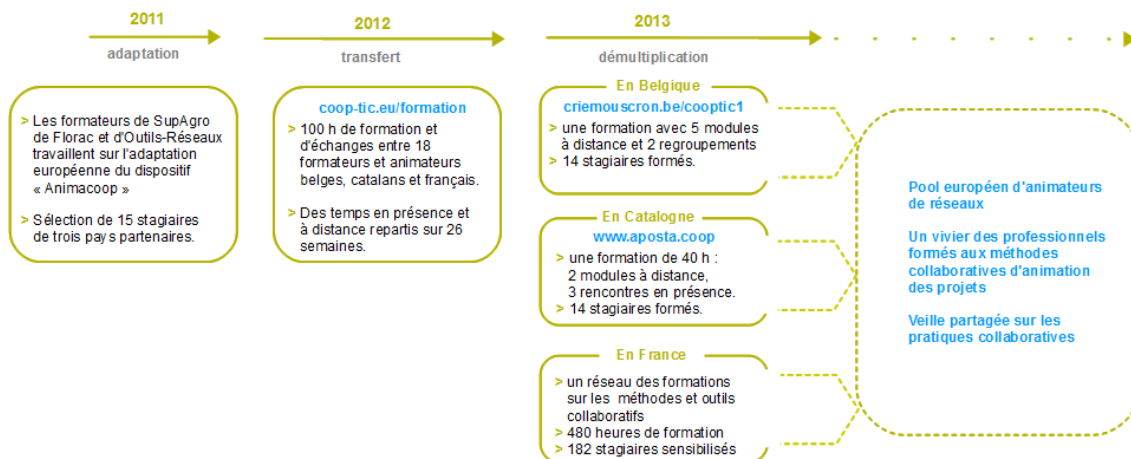 2011
adaptation
2012
transfert
2013
démultiplication
> Les formateurs de SupAgro
de Florac et d'Outils-Réseaux
travaillent sur l'adaptation
européenne du dispositif
« Animacoop »
> Sélection de 15 stagiaires
de trois pays partenaires.
coop-tic.eu/formation
> 100 h de formation et
d'échanges entre 18
formateurs et animateurs
belges, catalans et français.
> Des temps en présence et
à distance repartis sur 26
semaines.
En Belgique
criemouscron.be/cooptic1
> une formation avec 5 modules
à distance et 2 regroupements
> 14 stagiaires formés.
En Catalogne
www.aposta.coop
> une formation de 40 h :
2 modules à distance,
3 rencontres en présence.
> 14 stagiaires formés.
En France
> un réseau des formations
sur les méthodes et outils
collaboratifs
> 480 heures de formation
> 182 stagiaires sensibilisés
Pool européen d'animateurs
de réseaux
Un vivier des professionnels
formés aux méthodes
collaboratives d'animation
des projets
Veille partagée sur les
pratiques collaboratives